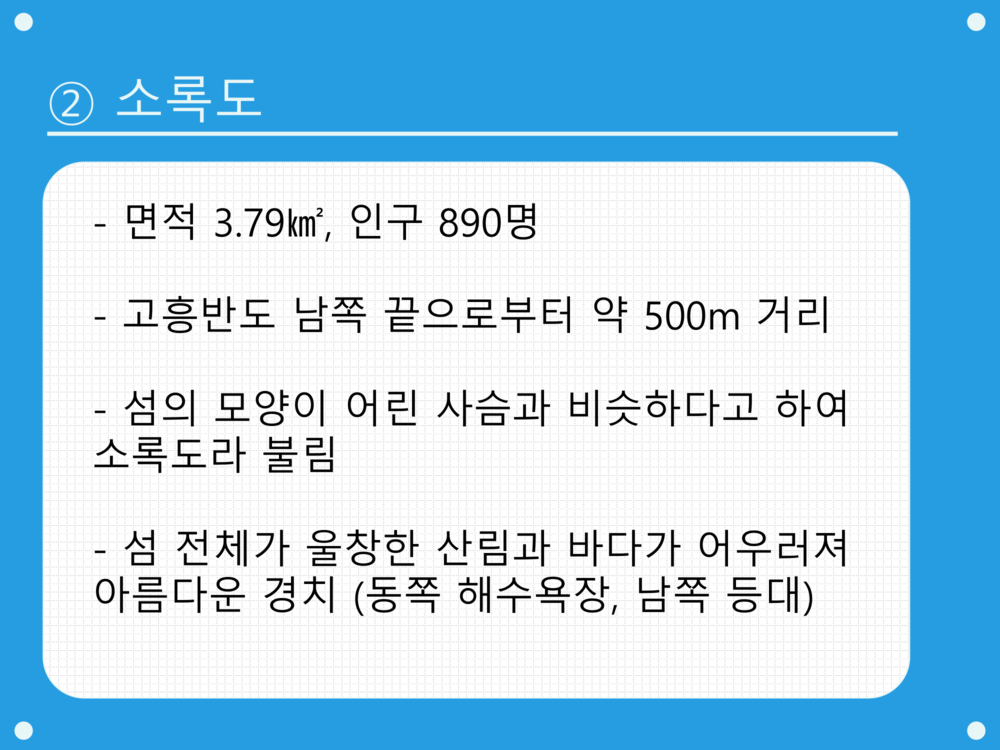 ② 소록도
- 면적 3.79㎢, 인구 890명
- 고흥반도 남쪽 끝으로부터 약 500m 거리
- 섬의 모양이 어린 사슴과 비슷하다고 하여
소록도라 불림
- 섬 전체가 울창한 산림과 바다가 어우러져
아름다운 경치 (동쪽 해수욕장, 남쪽 등대)